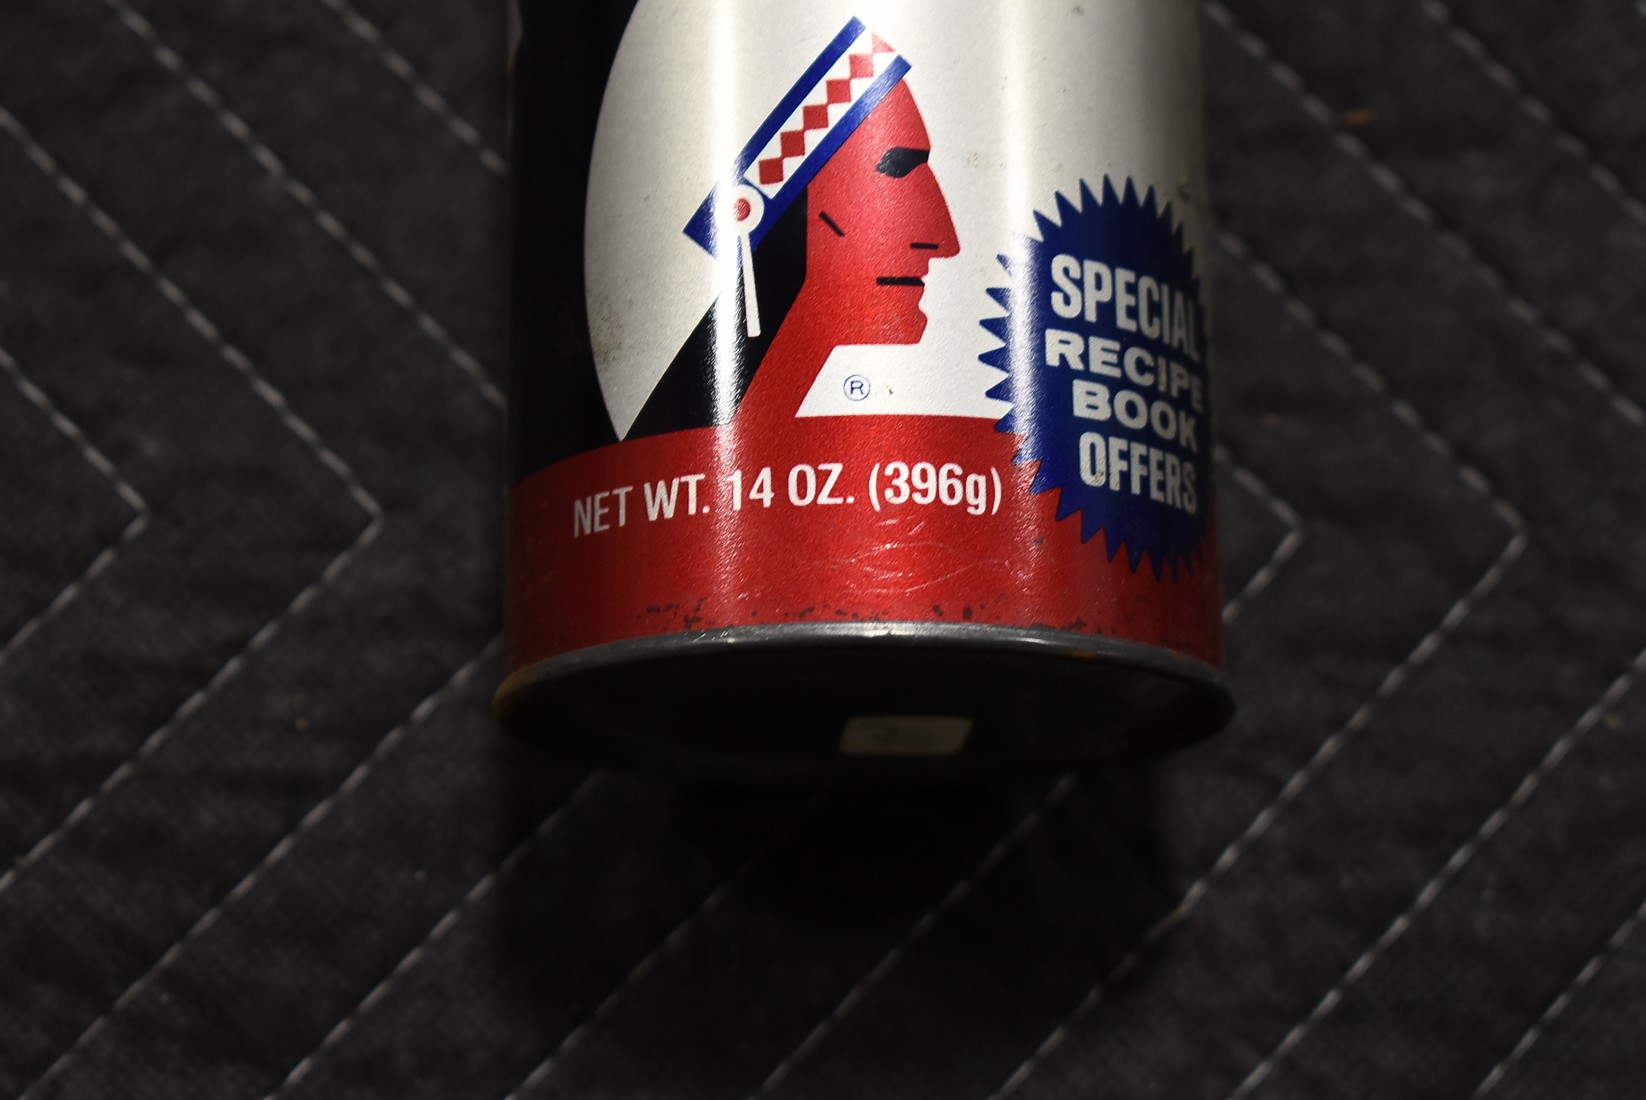 ®
NET WT. 14 OZ. (396g)
SPECIAL
RECIPE
BOOK
OFFERS